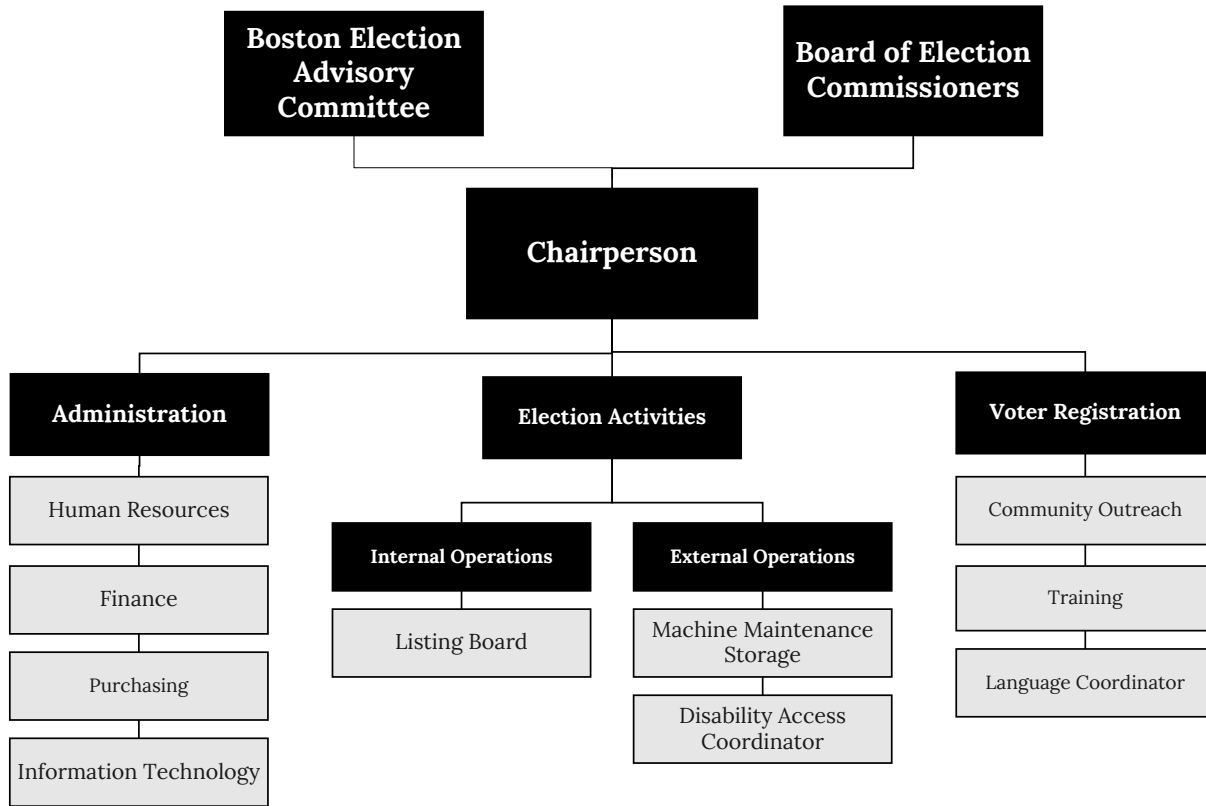 Boston Election
Advisory
Committee
Board of Election
Commissioners
Chairperson
Administration
Human Resources
Finance
Purchasing
Information Technology
Election Activities
Internal Operations
Listing Board
External Operations
Machine Maintenance
Storage
Disability Access
Coordinator
Voter Registration
Community Outreach
Training
Language Coordinator